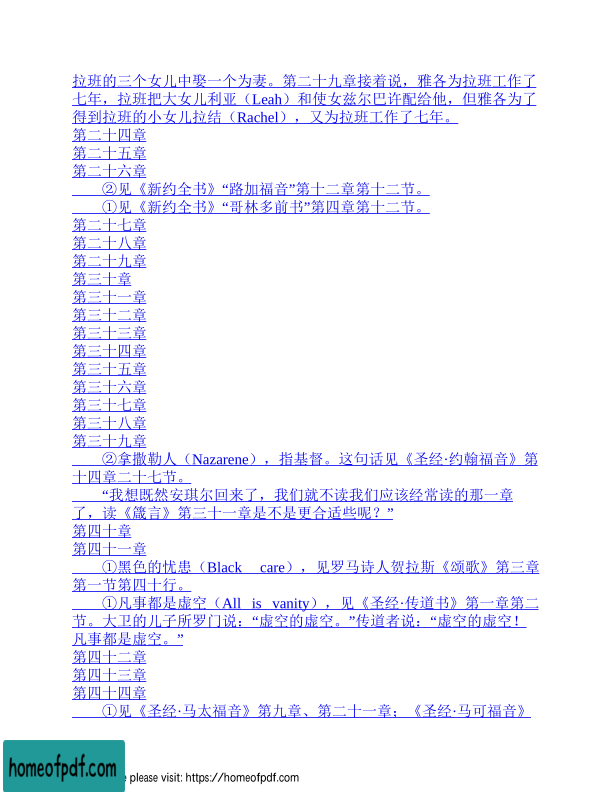 拉班的三个女儿中娶一个为妻。第二十九章接着说，雅各为拉班工作了
七年，拉班把大女儿利亚（Leah）和使女兹尔巴许配给他，但雅各为了
得到拉班的小女儿拉结（Rachel），又为拉班工作了七年。
第二十四章
第二十五章
第二十六章
②见《新约全书》“路加福音”第十二章第十二节。
①见《新约全书》“哥林多前书”第四章第十二节。
第二十七章
第二十八章
第二十九章
第三十章
第三十一章
第三十二章
第三十三章
第三十四章
第三十五章
第三十六章
第三十七章
第三十八章
第三十九章
②拿撒勒人（Nazarene），指基督。这句话见《圣经·约翰福音》第
十四章二十七节。
“我想既然安琪尔回来了，我们就不读我们应该经常读的那一章
了，读《箴言》第三十一章是不是更合适些呢？”
第四十章
第四十一章
①黑色的忧患（Black care），见罗马诗人贺拉斯《颂歌》第三章
第一节第四十行。
①凡事都是虚空（All is vanity），见《圣经·传道书》第一章第二
节。大卫的儿子所罗门说：“虚空的虚空。”传道者说：“虚空的虚空！
凡事都是虚空。”
第四十二章
第四十三章
第四十四章
①见《圣经·马太福音》第九章、第二十一章；《圣经·马可福音》
homeofpdf.com
e please visit: https://homeofpdf.com